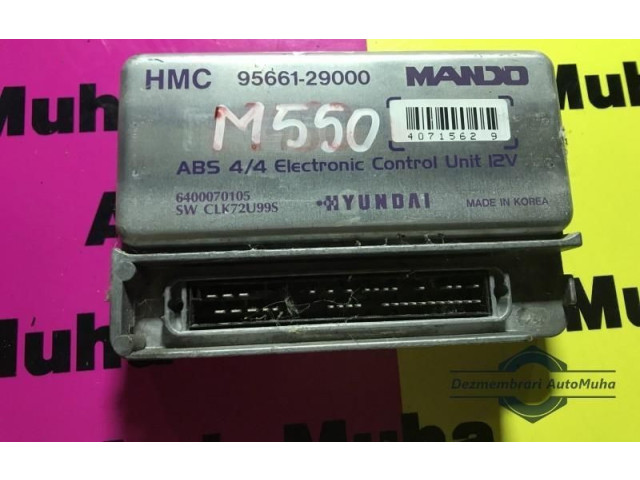 Muha
HMC 95661-29000 MANDO
M550
4071562 9
ABS 4/4 Electronic Control Unit 12V
6400070105
SW CLK72U99S
HYUNDAI
MADE IN KOREA
Muha
Muha
Dezmembrari AutoMuha
Muha